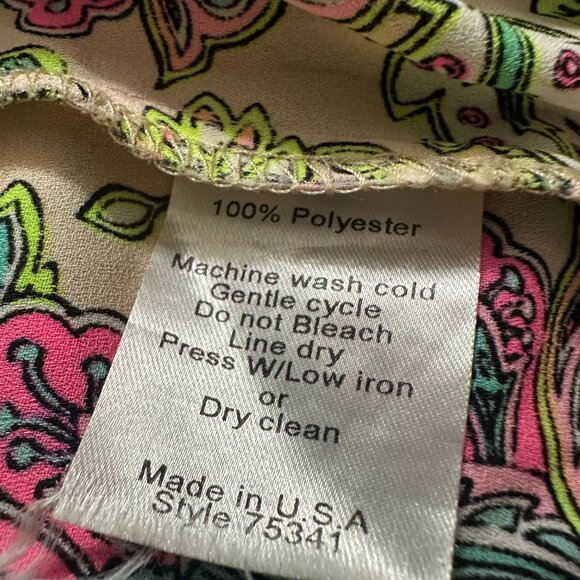 100% Polyester
Machine wash cold
Gentle cycle
Do not Bleach
Line dry
Press W/Low iron
or
Dry clean
Made in U.S.A
Style 75341